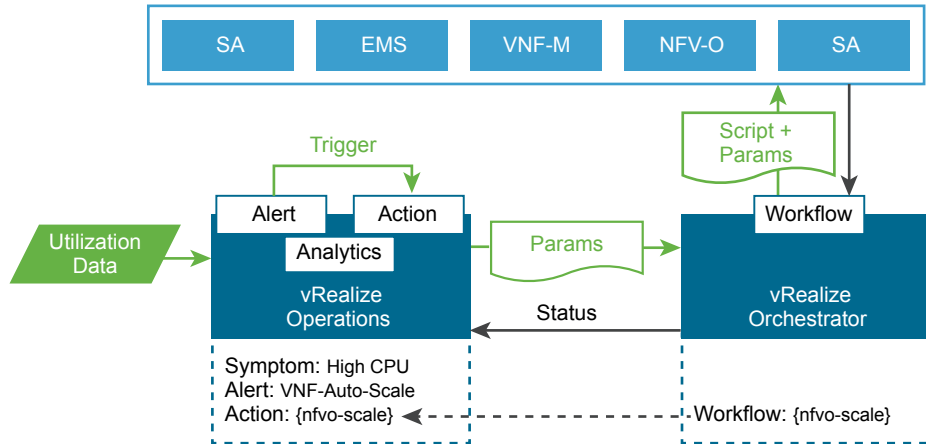 SA
EMS
VNF-M
NFV-O
SA
Script +
Params
Trigger
Alert
Action
Workflow
Analytics
Utilization
Data
Params
vRealize
Operations
vRealize
Orchestrator
Status
Symptom: High CPU
Alert: VNF-Auto-Scale
Action: {nfvo-scale}
Workflow: {nfvo-scale}